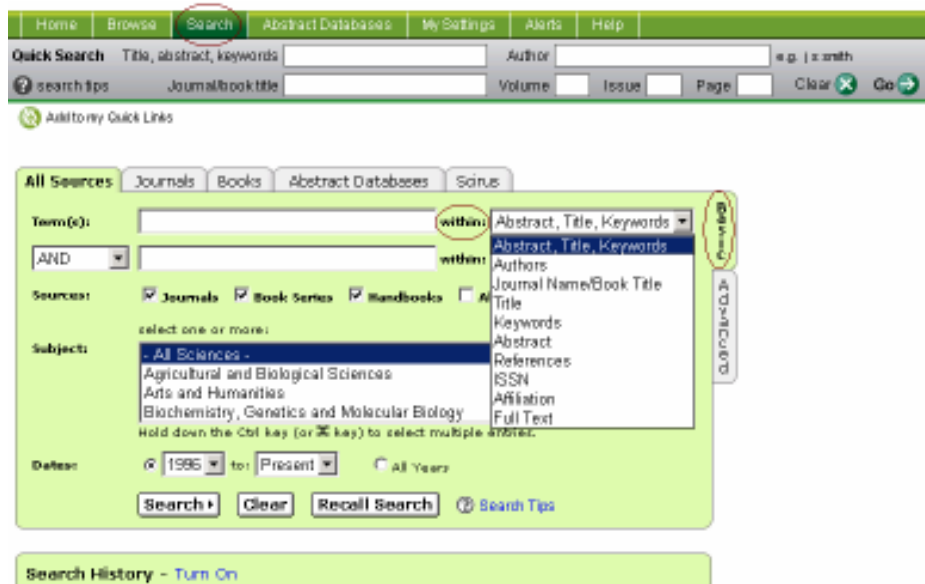 Home Browse Search Abstract Databases My Settings Alerts Help
Quick Search Title, abstract, keywords Author e.g. j s smith
search tips Journal/book title Volume Issue Page Clear Go
Add to my Quick Links
All Sources Journals Books Abstract Databases Scirus
Term(s): within: Abstract, Title, Keywords
Abstract, Title, Keywords
AND within: Authors
Journal Name/Book Title
Sources: Journals Book Series Handbooks A Title
Keywords
select one or more: Abstract
Subject: - All Sciences - References
Agricultural and Biological Sciences ISSN
Arts and Humanities Affiliation
Biochemistry, Genetics and Molecular Biology Full Text
Hold down the Ctrl key (or ⌘ key) to select multiple entries.
Dates: 1996 to: Present All Years
Search Clear Recall Search Search Tips
Search History - Turn On
Basic
Advanced